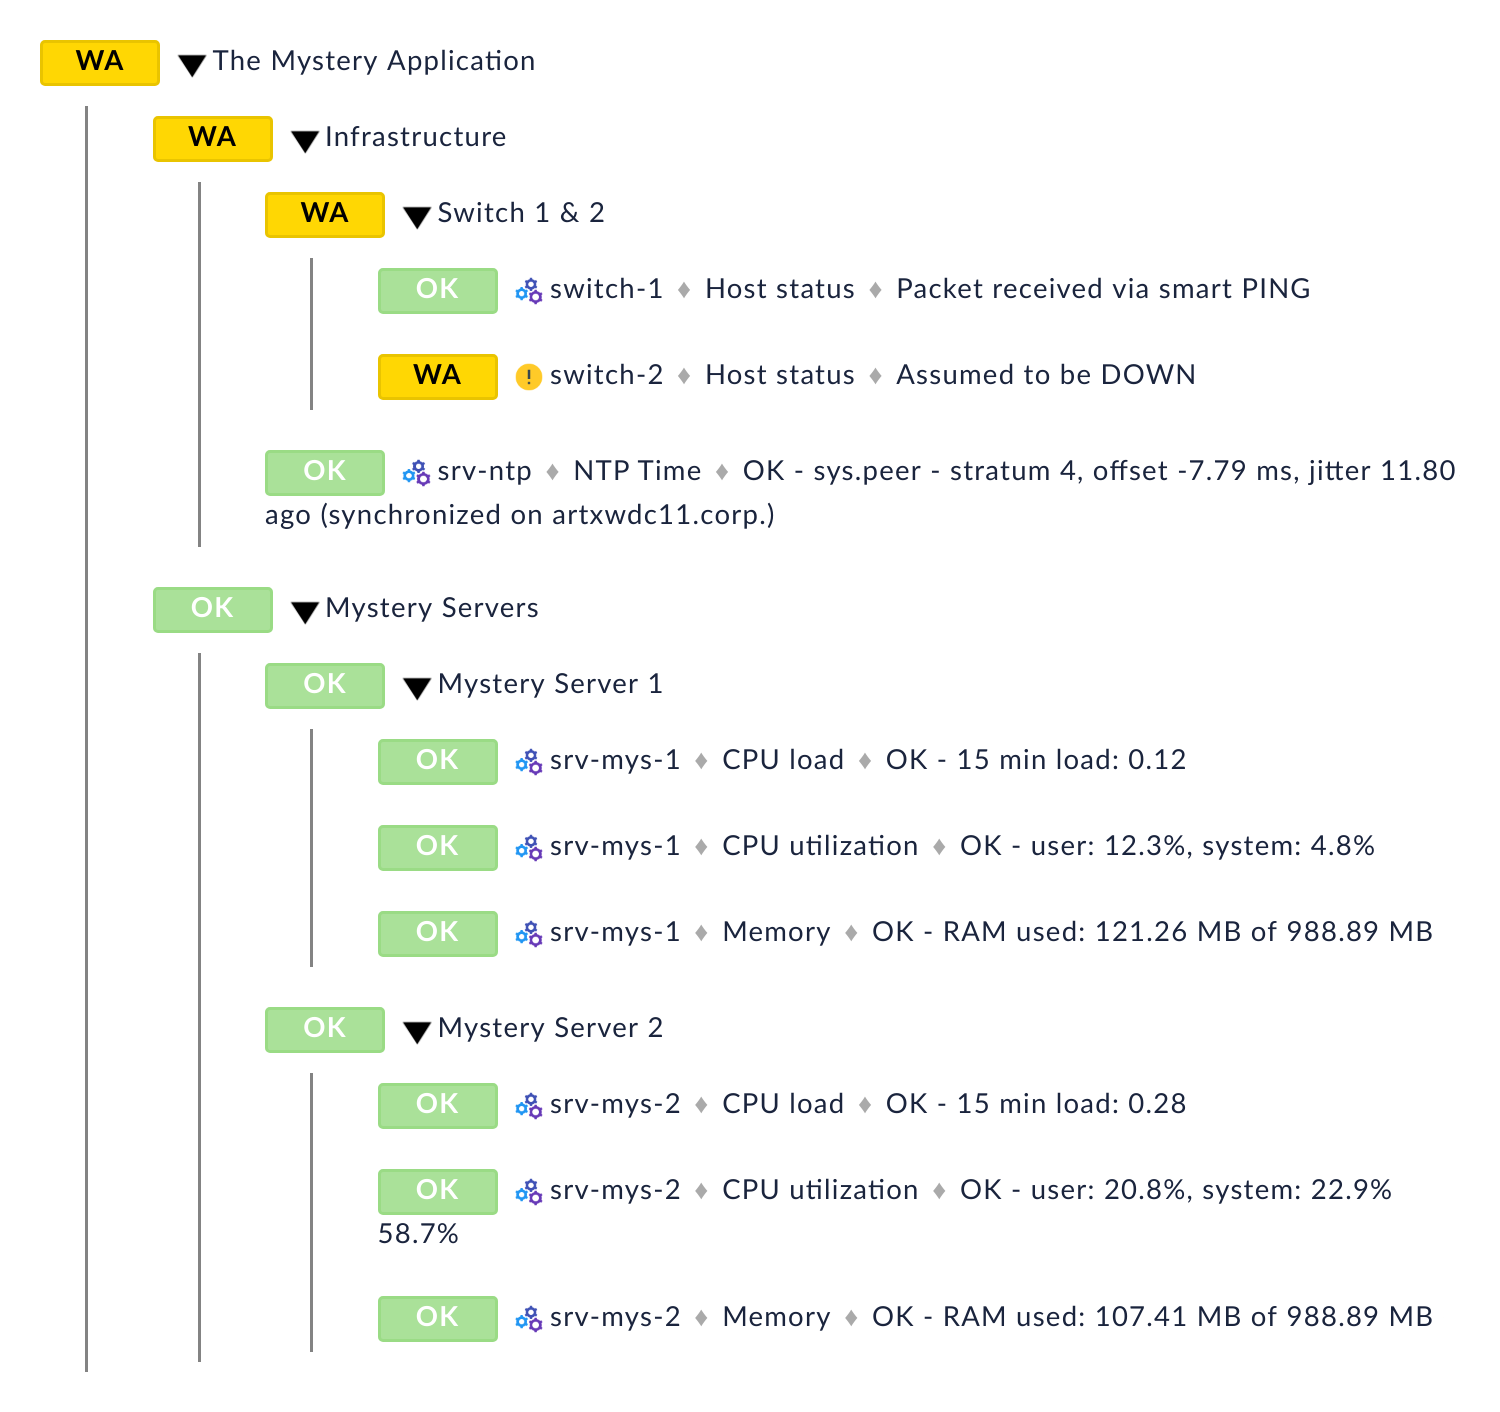 WA The Mystery Application
WA Infrastructure
WA Switch 1 & 2
OK switch-1 ♦ Host status ♦ Packet received via smart PING
WA ! switch-2 ♦ Host status ♦ Assumed to be DOWN
OK srv-ntp ♦ NTP Time ♦ OK - sys.peer - stratum 4, offset -7.79 ms, jitter 11.80
ago (synchronized on artxwdc11.corp.)
OK Mystery Servers
OK Mystery Server 1
OK srv-mys-1 ♦ CPU load ♦ OK - 15 min load: 0.12
OK srv-mys-1 ♦ CPU utilization ♦ OK - user: 12.3%, system: 4.8%
OK srv-mys-1 ♦ Memory ♦ OK - RAM used: 121.26 MB of 988.89 MB
OK Mystery Server 2
OK srv-mys-2 ♦ CPU load ♦ OK - 15 min load: 0.28
OK srv-mys-2 ♦ CPU utilization ♦ OK - user: 20.8%, system: 22.9%
58.7%
OK srv-mys-2 ♦ Memory ♦ OK - RAM used: 107.41 MB of 988.89 MB